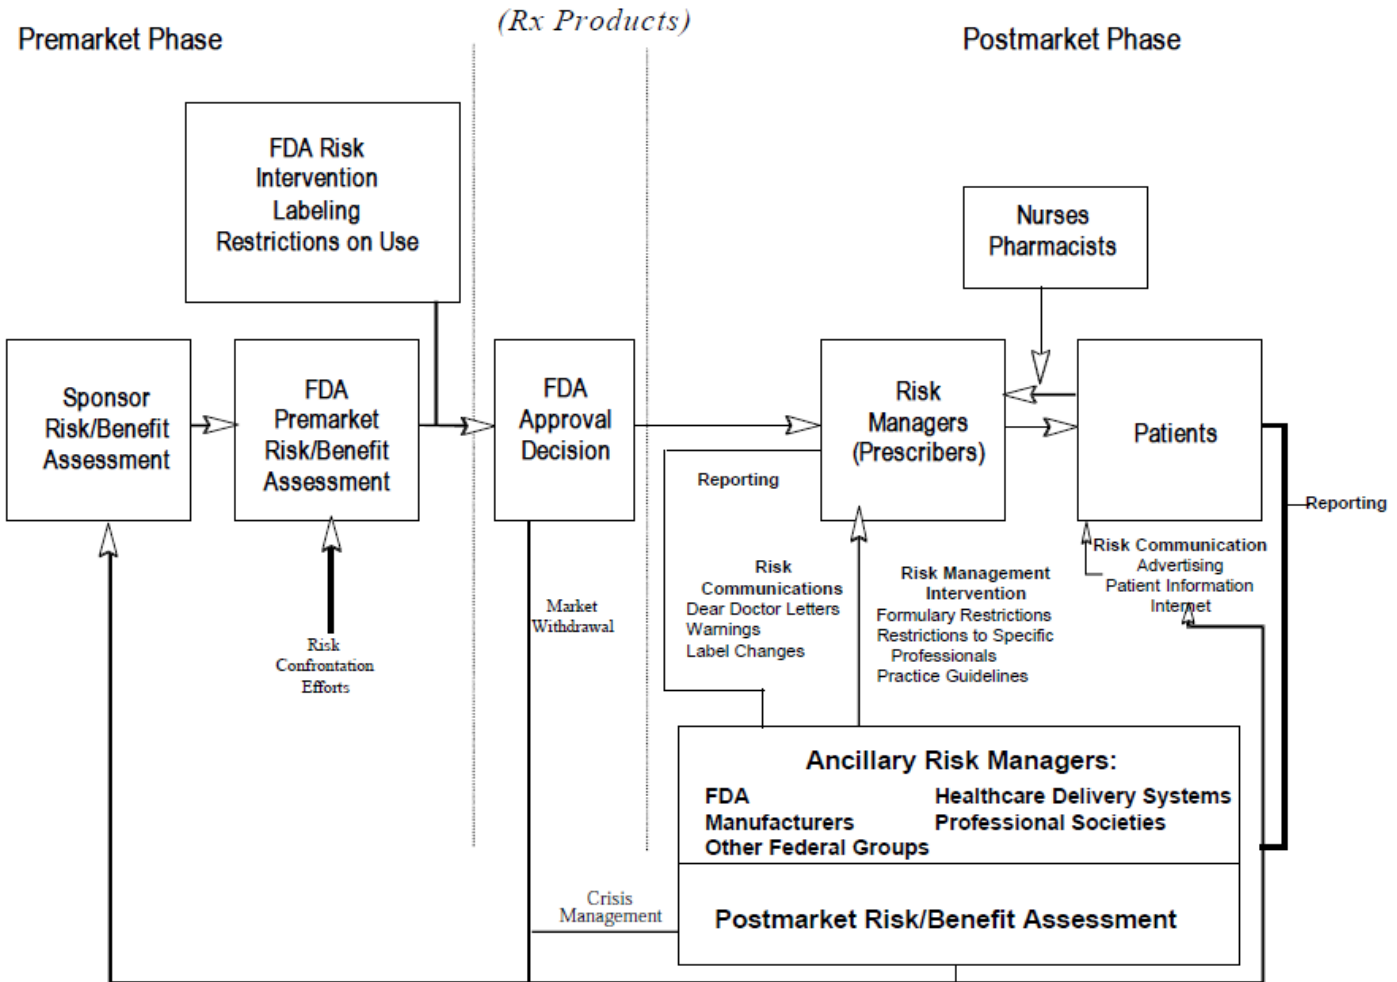 (Rx Products)
Premarket Phase
Postmarket Phase
FDA Risk
Intervention
Labeling
Restrictions on Use
Nurses
Pharmacists
Sponsor
Risk/Benefit
Assessment
FDA
Premarket
Risk/Benefit
Assessment
FDA
Approval
Decision
Risk
Managers
(Prescribers)
Patients
Reporting
Reporting
Risk
Confrontation
Efforts
Market
Withdrawal
Risk
Communications
Dear Doctor Letters
Warnings
Label Changes
Risk Management
Intervention
Formulary Restrictions
Restrictions to Specific
Professionals
Practice Guidelines
Risk Communication
Advertising
Patient Information
Internet
Ancillary Risk Managers:
FDA
Manufacturers
Other Federal Groups
Healthcare Delivery Systems
Professional Societies
Crisis
Management
Postmarket Risk/Benefit Assessment